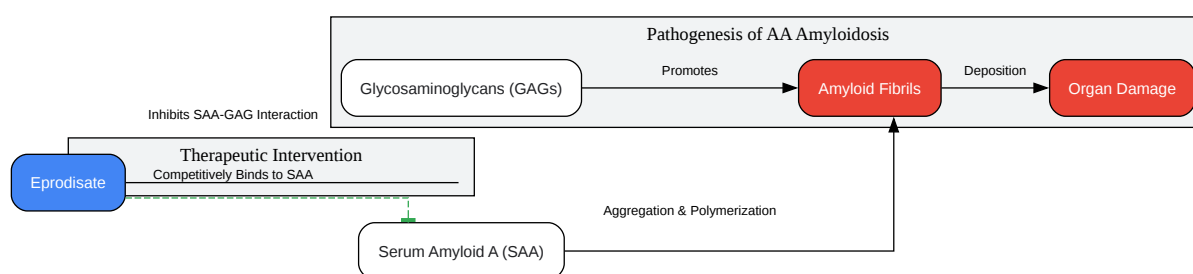 Pathogenesis of AA Amyloidosis
Glycosaminoglycans (GAGs)
Promotes
Amyloid Fibrils
Deposition
Organ Damage
Inhibits SAA-GAG Interaction
Therapeutic Intervention
Eprodisate
Competitively Binds to SAA
Aggregation & Polymerization
Serum Amyloid A (SAA)